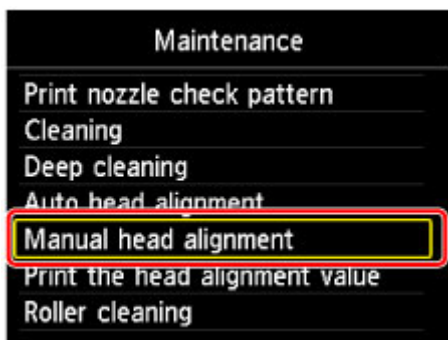 Maintenance
Print nozzle check pattern
Cleaning
Deep cleaning
Auto head alignment
Manual head alignment
Print the head alignment value
Roller cleaning